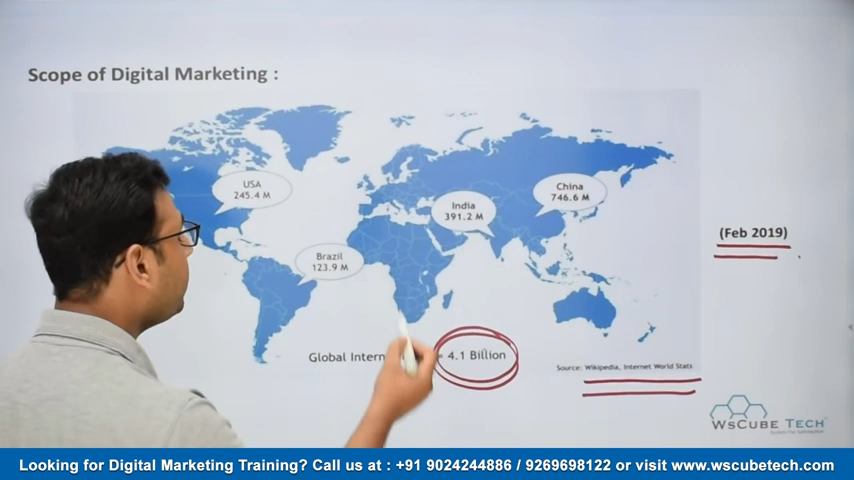 Scope of Digital Marketing :
USA
245.4 M
China
746.6 M
India
391.2 M
(Feb 2019)
Brazil
123.9 M
Global Inter
4.1 Billion
Source: Wikipedia, Internet World Stats
WsCube Tech
Looking for Digital Marketing Training? Call us at : +91 9024244886 / 9269698122 or visit www.wscubetech.com